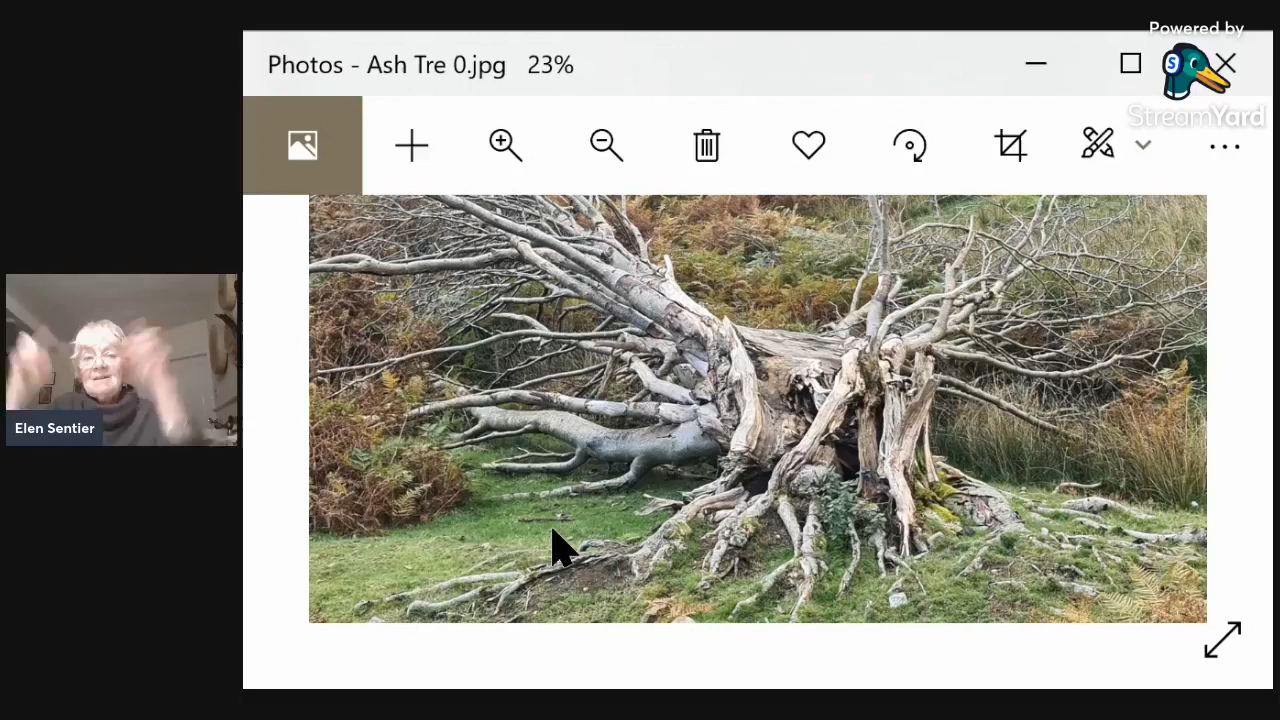 Powered by
Photos - Ash Tre 0.jpg 23%
S
StreamYard
Elen Sentier